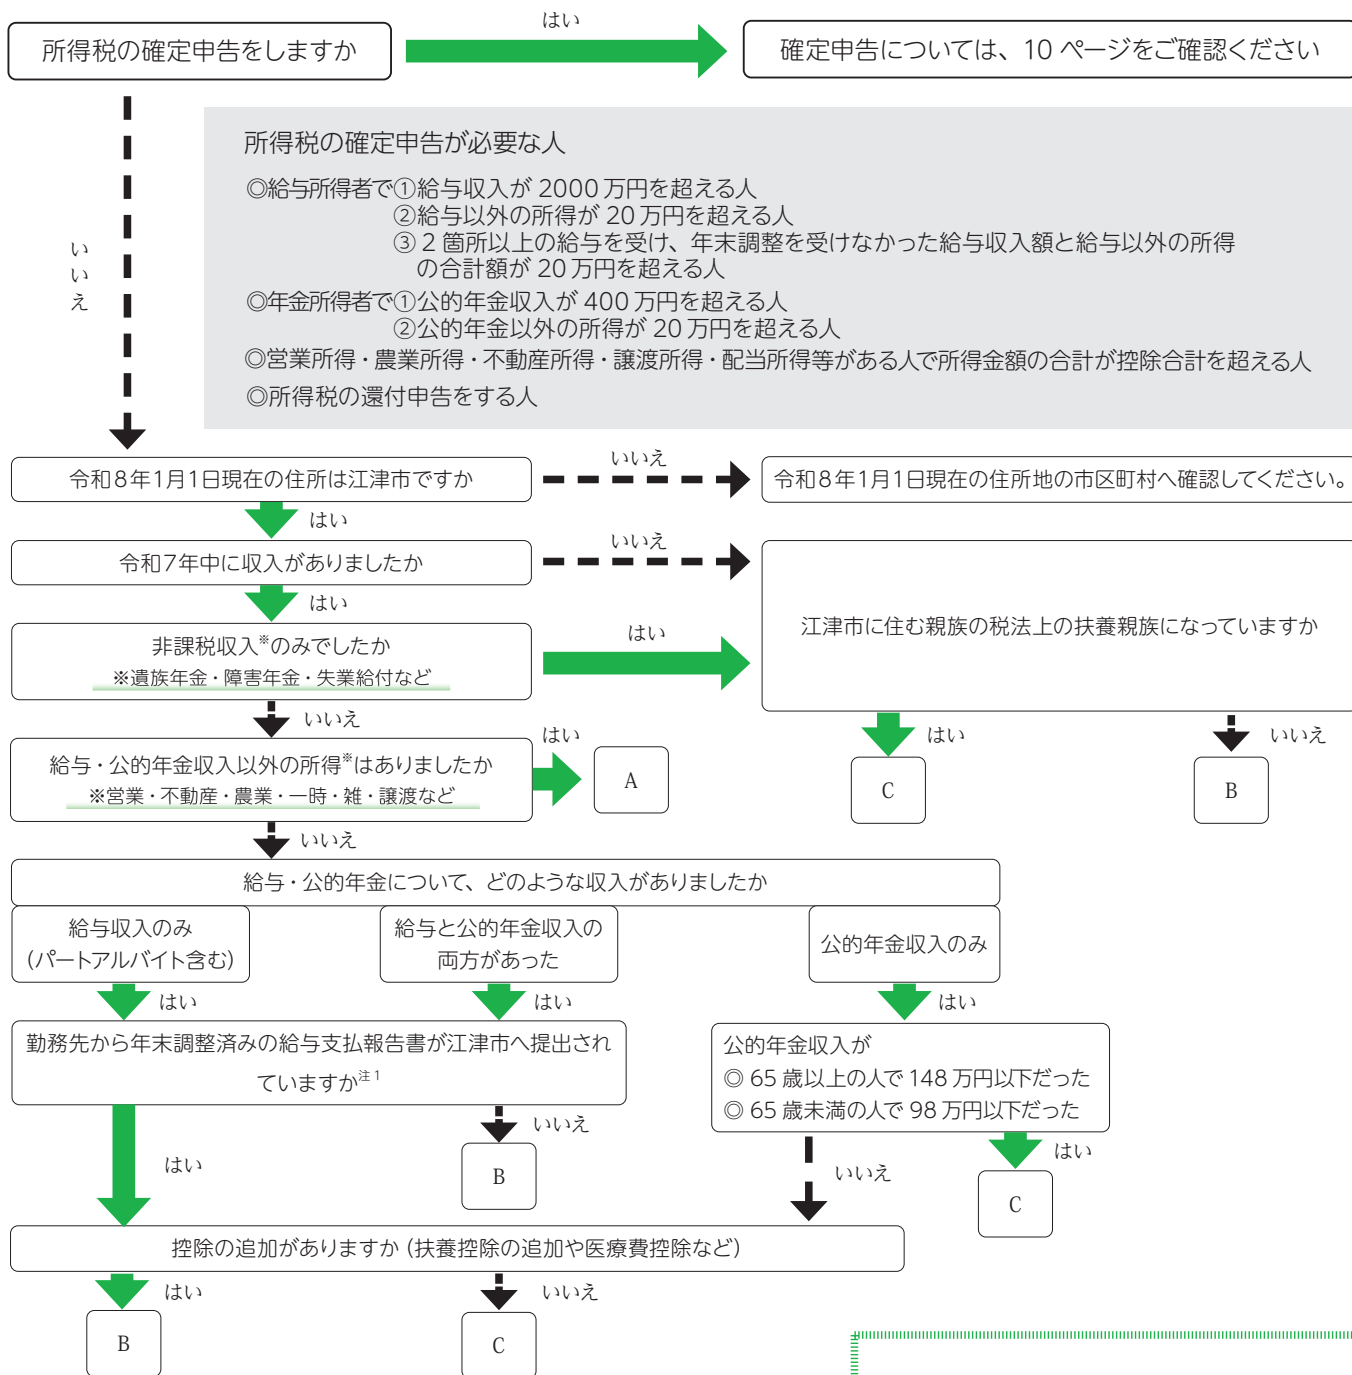 所得税の確定申告をしますか
はい
確定申告については、10 ページをご確認ください
いいえ
所得税の確定申告が必要な人
◎給与所得者で①給与収入が 2000 万円を超える人
②給与以外の所得が 20 万円を超える人
③ 2 箇所以上の給与を受け、年末調整を受けなかった給与収入額と給与以外の所得
の合計額が 20 万円を超える人
◎年金所得者で①公的年金収入が 400 万円を超える人
②公的年金以外の所得が 20 万円を超える人
◎営業所得・農業所得・不動産所得・譲渡所得・配当所得等がある人で所得金額の合計が控除合計を超える人
◎所得税の還付申告をする人
令和8年1月1日現在の住所は江津市ですか
いいえ
令和8年1月1日現在の住所地の市区町村へ確認してください。
はい
令和7年中に収入がありましたか
いいえ
はい
非課税収入※のみでしたか
※遺族年金・障害年金・失業給付など
はい
江津市に住む親族の税法上の扶養親族になっていますか
いいえ
はい
いいえ
給与・公的年金収入以外の所得※はありましたか
※営業・不動産・農業・一時・雑・譲渡など
はい
A
C
B
いいえ
給与・公的年金について、どのような収入がありましたか
給与収入のみ
(パートアルバイト含む)
給与と公的年金収入の
両方があった
公的年金収入のみ
はい
はい
はい
勤務先から年末調整済みの給与支払報告書が江津市へ提出され
ていますか注1
公的年金収入が
◎ 65 歳以上の人で 148 万円以下だった
◎ 65 歳未満の人で 98 万円以下だった
はい
いいえ
B
いいえ
はい
C
控除の追加がありますか (扶養控除の追加や医療費控除など)
はい
いいえ
B
C